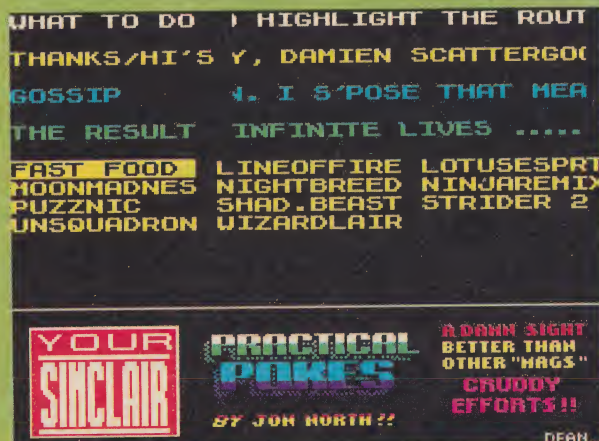 WHAT TO DO ) HIGHLIGHT THE ROUT
THANKS/HI'S Y, DAMIEN SCATTERGO(
GOSSIP N. I S'POSE THAT MEA
THE RESULT INFINITE LIVES .....
FAST FOOD LINEOFFIRE LOTUSESPRT
MOONMADNES NIGHTBREED NINJAREMIX
PUZZNIC SHAD.BEAST STRIDER 2
UNSQUADRON WIZARDLAIR
YOUR
SINCLAIR
PRACTICAL
POKES
BY JON NORTH??
A DAMN SIGHT
BETTER THAN
OTHER "MAGS"
CRUDDY
EFFORTS!!
DEAN